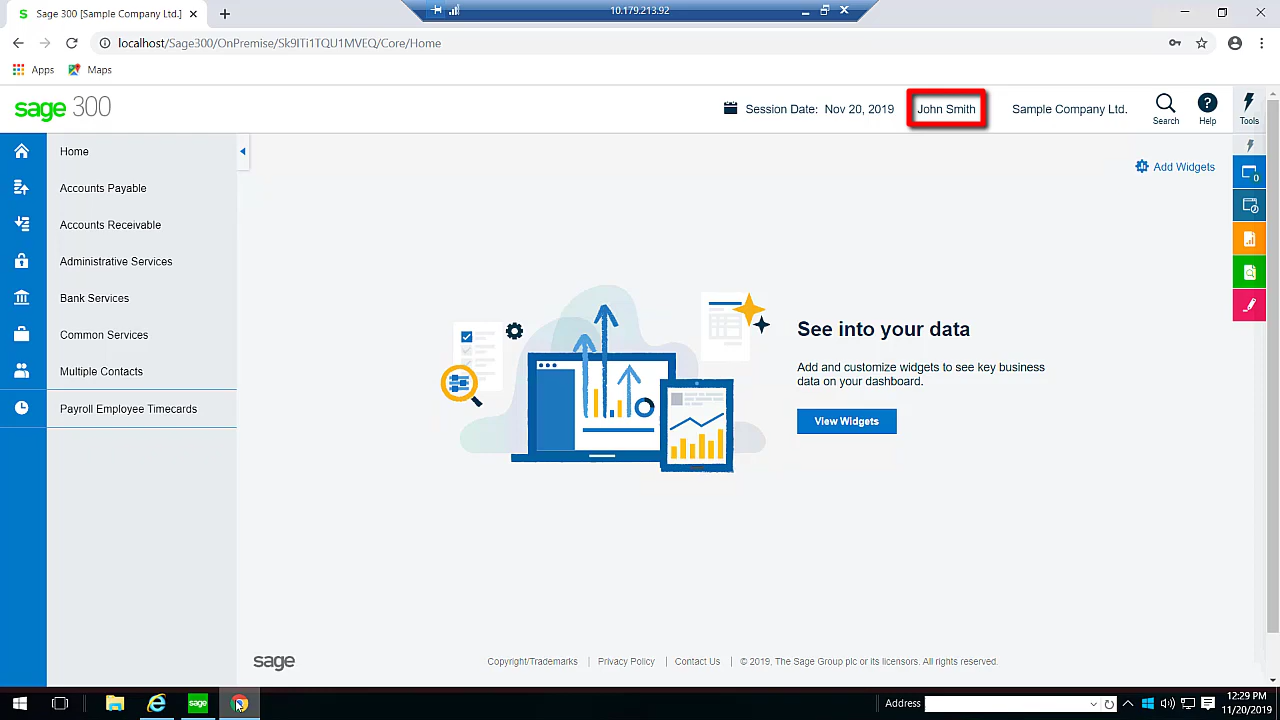 Sage 300 [Sample Company Ltd.]
10.179.213.92
localhost/Sage300/OnPremise/Sk9ITi1TQU1MVEQ/Core/Home
Apps
Maps
sage 300
Session Date: Nov 20, 2019
John Smith
Sample Company Ltd.
Search
Help
Tools
Home
Accounts Payable
Accounts Receivable
Administrative Services
Bank Services
Common Services
Multiple Contacts
Payroll Employee Timecards
Add Widgets
0
See into your data
Add and customize widgets to see key business
data on your dashboard.
View Widgets
sage
Copyright/Trademarks | Privacy Policy | Contact Us | © 2019, The Sage Group plc or its licensors. All rights reserved.
sage
Address
12:29 PM
11/20/2019